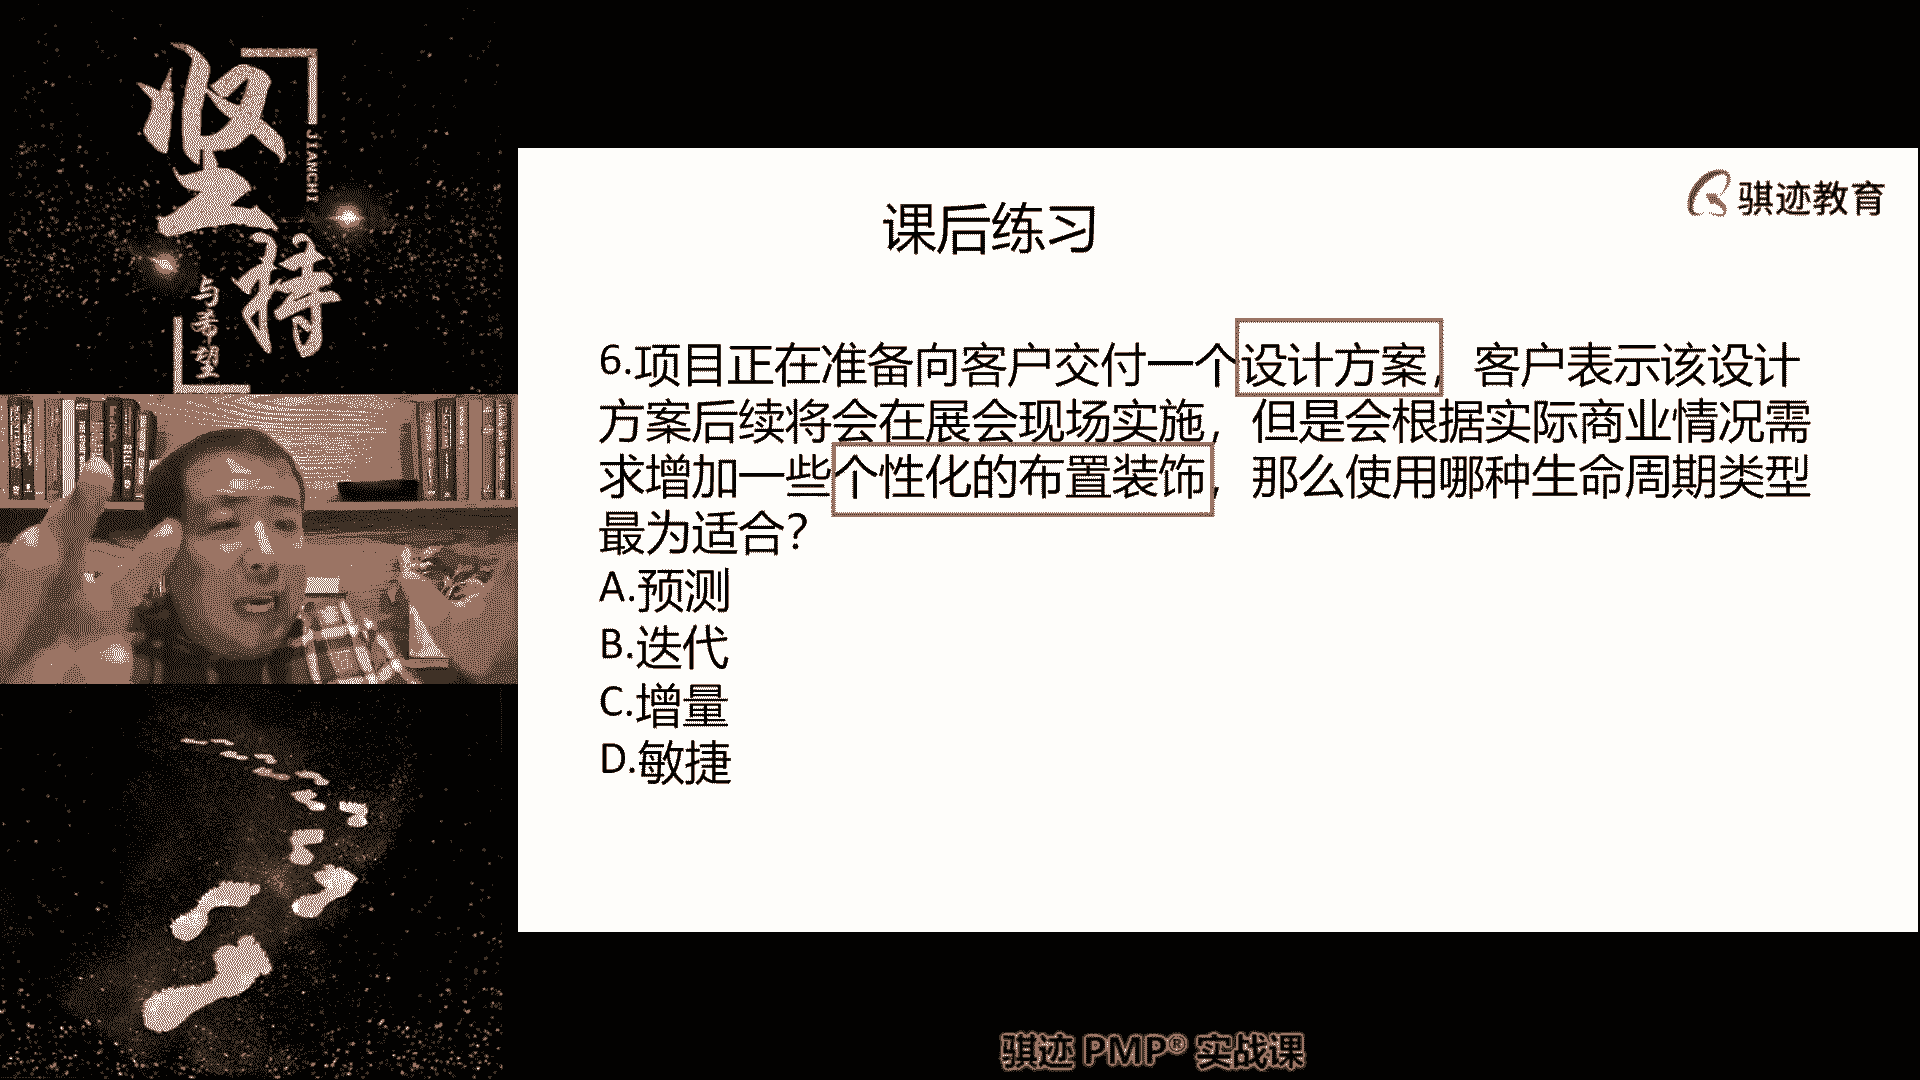 坚持
JIANCHI
与希望
骐迹教育
课后练习
6.项目正在准备向客户交付一个设计方案，客户表示该设计
方案后续将会在展会现场实施，但是会根据实际商业情况需
求增加一些个性化的布置装饰，那么使用哪种生命周期类型
最为适合？
A.预测
B.迭代
C.增量
D.敏捷
骐迹 PMP® 实战课